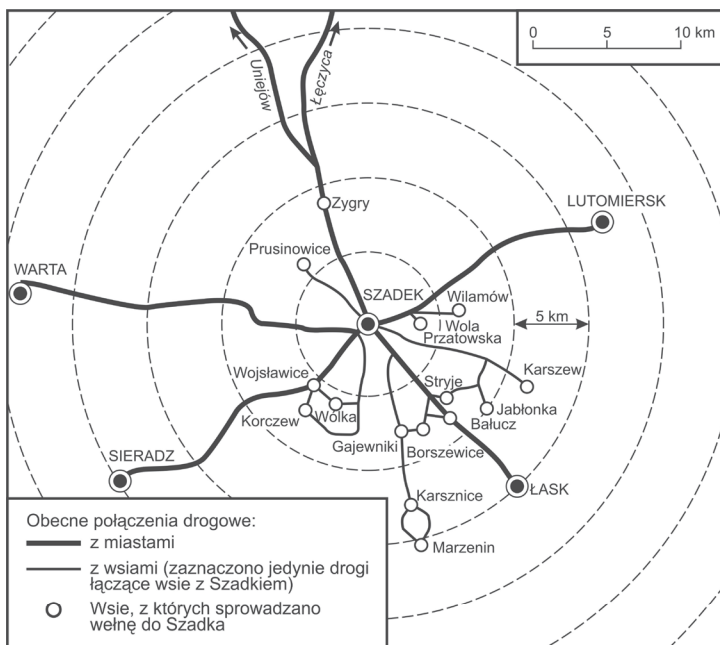 0 5 10 km
Uniejów
Łęczyca
Zygry
LUTOMIERSK
Prusinowice
WARTA
SZADEK
Wilamów
I Wola
Przatowska
5 km
Wojsławice
Stryje
Karszew
Korczew
Wólka
Jabłonka
Bałucz
Gajewniki
Borszewice
SIERADZ
ŁASK
Karsznice
Marzenin
Obecne połączenia drogowe:
z miastami
z wsiami (zaznaczono jedynie drogi
łączące wsie z Szadkiem)
Wsie, z których sprowadzano
wełnę do Szadka